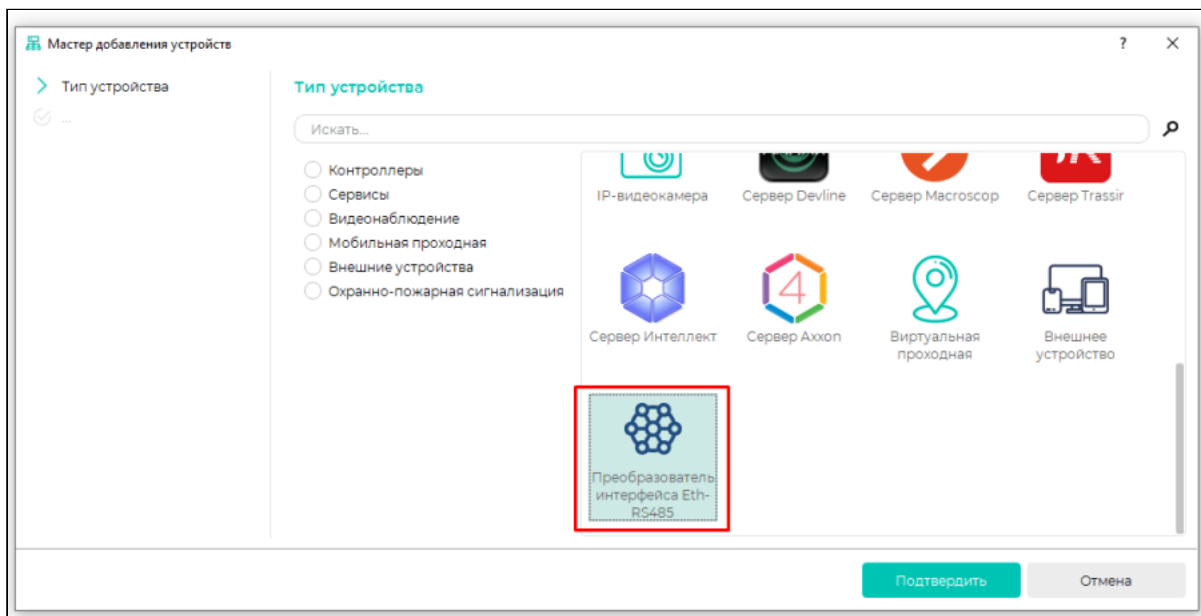 Мастер добавления устройств
?
Тип устройства
...
Тип устройства
Искать...
Контроллеры
Сервисы
Видеонаблюдение
Мобильная проходная
Внешние устройства
Охранно-пожарная сигнализация
IP-видеокамера
Сервер Devline
Сервер Macroscop
Сервер Trassir
4
Сервер Интеллект
Сервер Axxon
Виртуальная
проходная
Внешнее
устройство
Преобразователь
интерфейса Eth-
RS485
Подтвердить
Отмена